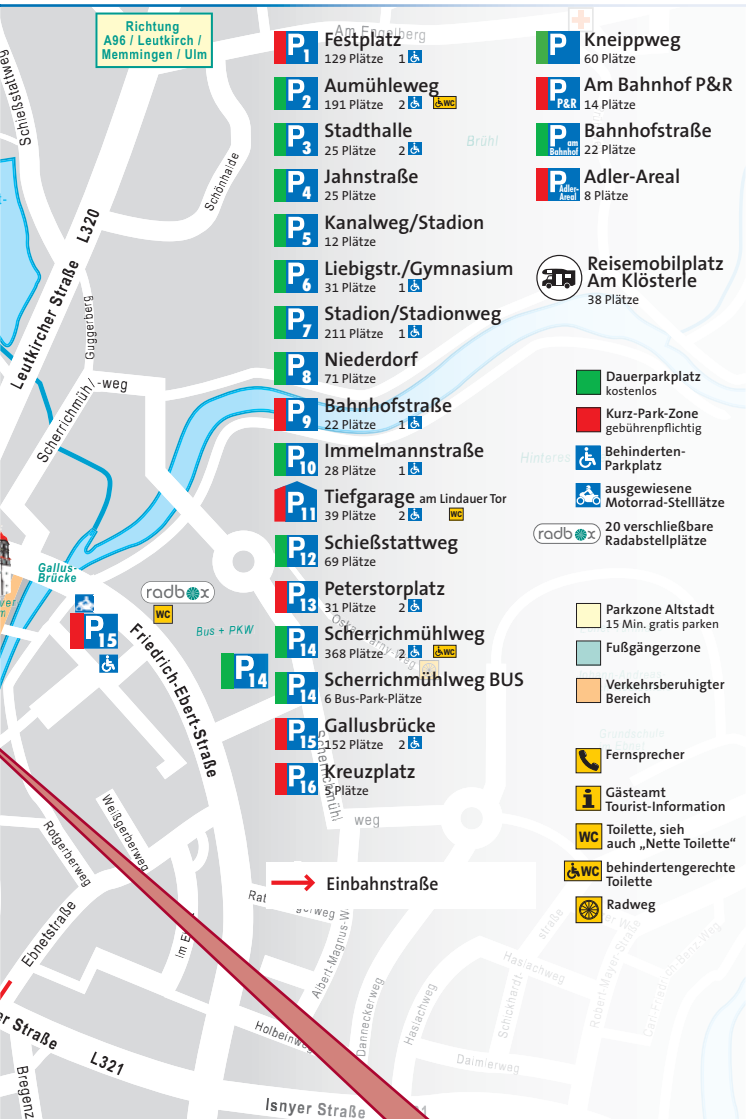 Richtung
A96 / Leutkirch /
Memmingen / Ulm
Am Engelberg
P1 Festplatz
129 Plätze 1
P2 Aumühleweg
191 Plätze 2 WC
P3 Stadthalle
25 Plätze 2
P4 Jahnstraße
25 Plätze
P5 Kanalweg/Stadion
12 Plätze
P6 Liebigstr./Gymnasium
31 Plätze 1
P7 Stadion/Stadionweg
211 Plätze 1
P8 Niederdorf
71 Plätze
P9 Bahnhofstraße
22 Plätze 1
P10 Immelmannstraße
28 Plätze 1
P11 Tiefgarage am Lindauer Tor
39 Plätze 2 WC
P12 Schießstattweg
69 Plätze
P13 Peterstorplatz
31 Plätze 2
P14 Scherrichmühlweg
368 Plätze 2 WC
P14 Scherrichmühlweg BUS
6 Bus-Park-Plätze
P15 Gallusbrücke
152 Plätze 2
P16 Kreuzplatz
5 Plätze
Einbahnstraße
P Kneippweg
60 Plätze
P P&R Am Bahnhof P&R
14 Plätze
P am Bahnhof Bahnhofstraße
22 Plätze
P Adler-Areal Adler-Areal
8 Plätze
Reisemobilplatz
Am Klösterle
38 Plätze
Dauerparkplatz
kostenlos
Kurz-Park-Zone
gebührenpflichtig
Behinderten-
Parkplatz
ausgewiesene
Motorrad-Stelllätze
radbox 20 verschließbare
Radabstellplätze
Parkzone Altstadt
15 Min. gratis parken
Fußgängerzone
Verkehrsberuhigter
Bereich
Fernsprecher
i Gästeamt
Tourist-Information
WC Toilette, sieh
auch „Nette Toilette“
WC behindertengerechte
Toilette
Radweg
Schießstattweg
Schönhalde
Brühl
Leutkircher Straße L320
Guggerberg
Scherrichmüh/-weg
Hinteres
Gallus-
Brücke
radbox
WC
P15
Bus + PKW
P14
Friedrich-Ebert-Straße
Scherrichmühl
weg
Grundschule
Weißgerberweg
Rotgerberweg
Ebnetstraße
Albert-Magnus-W
Holbeinweg
Danneckerweg
Haslachweg
Haslachweg
Schickhardt-
straße
Robert Mayer-Straße
Daimlerweg
er Straße L321
Isnyer Straße
Bregenz